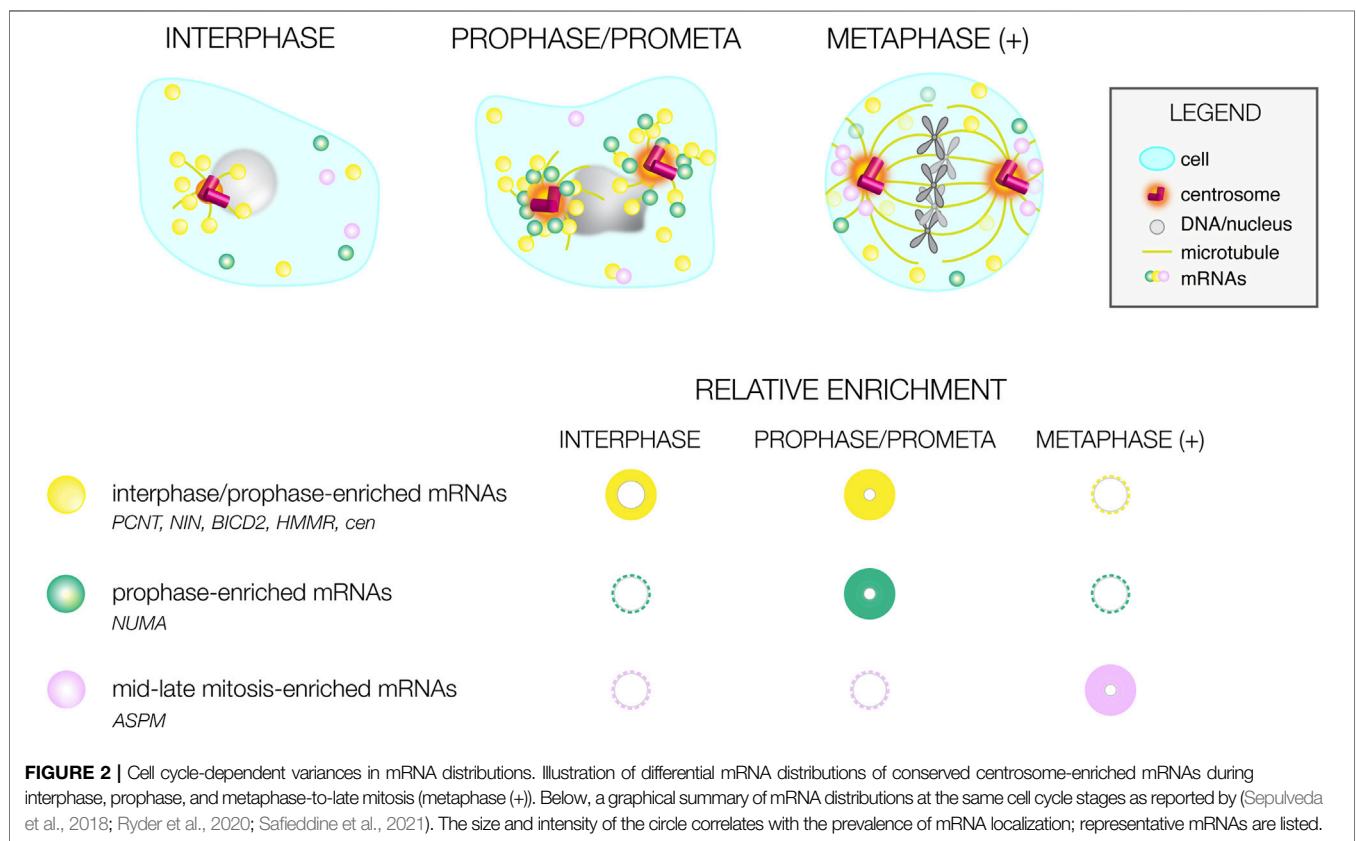 INTERPHASE
PROPHASE/PROMETA
METAPHASE (+)
LEGEND
cell
centrosome
DNA/nucleus
microtubule
mRNAs
RELATIVE ENRICHMENT
INTERPHASE
PROPHASE/PROMETA
METAPHASE (+)
interphase/prophase-enriched mRNAs
PCNT, NIN, BICD2, HMMR, cen
prophase-enriched mRNAs
NUMA
mid-late mitosis-enriched mRNAs
ASPM
FIGURE 2 | Cell cycle-dependent variances in mRNA distributions. Illustration of differential mRNA distributions of conserved centrosome-enriched mRNAs during
interphase, prophase, and metaphase-to-late mitosis (metaphase (+)). Below, a graphical summary of mRNA distributions at the same cell cycle stages as reported by (Sepulveda
et al., 2018; Ryder et al., 2020; Safieddine et al., 2021). The size and intensity of the circle correlates with the prevalence of mRNA localization; representative mRNAs are listed.